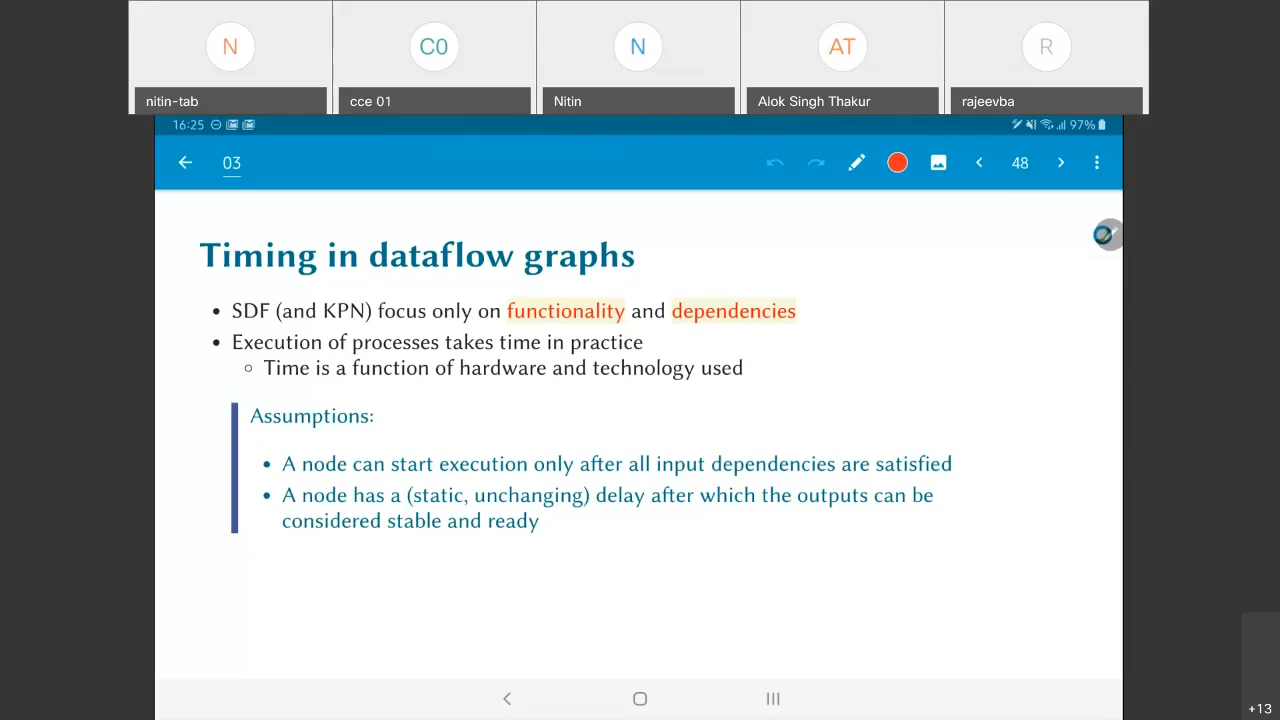 N
C0
N
AT
R
nitin-tab
cce 01
Nitin
Alok Singh Thakur
rajeevba
16:25
97%
03
48
Timing in dataflow graphs
• SDF (and KPN) focus only on functionality and dependencies
• Execution of processes takes time in practice
◦ Time is a function of hardware and technology used
Assumptions:
• A node can start execution only after all input dependencies are satisfied
• A node has a (static, unchanging) delay after which the outputs can be
considered stable and ready
+13